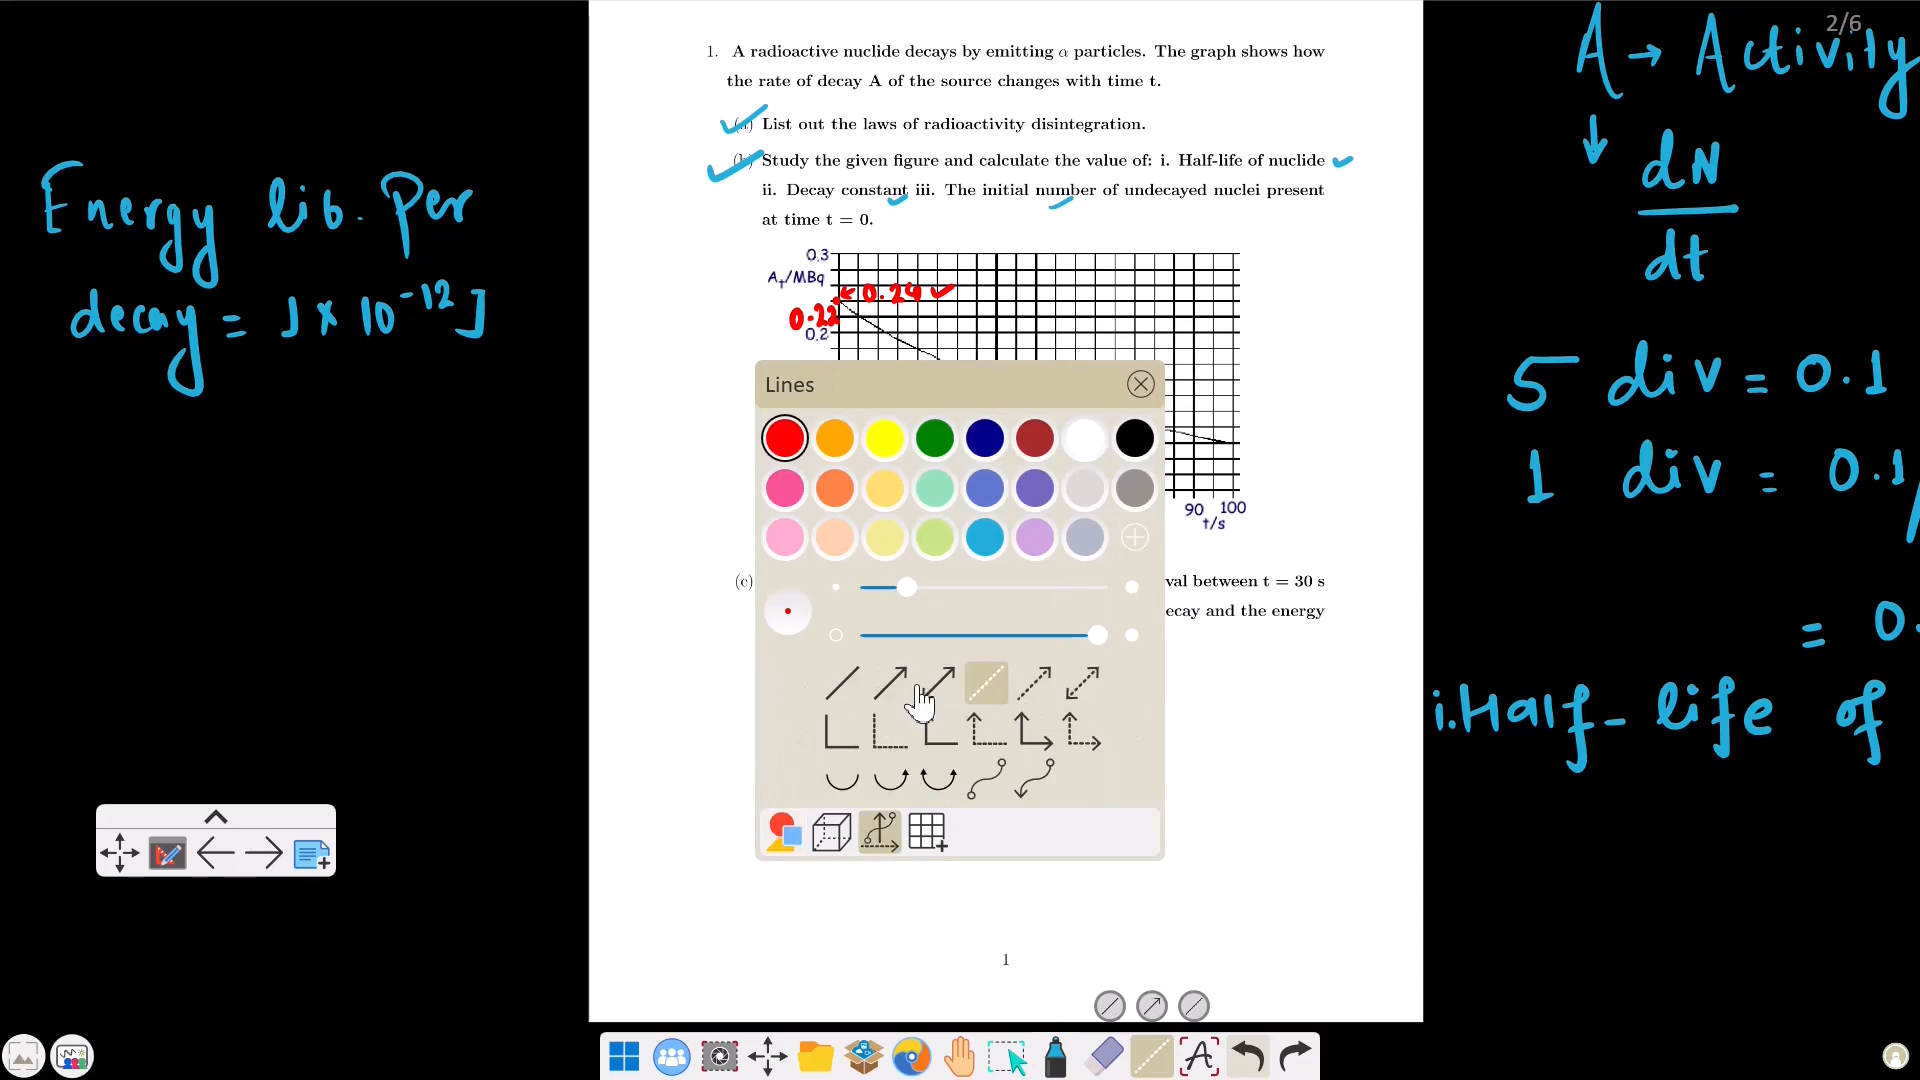 2/6
1. A radioactive nuclide decays by emitting α particles. The graph shows how
the rate of decay A of the source changes with time t.
(a) List out the laws of radioactivity disintegration.
(b) Study the given figure and calculate the value of: i. Half-life of nuclide
ii. Decay constant iii. The initial number of undecayed nuclei present
at time t = 0.
0.3
Aₜ/MBq
0.24
0.22
0.2
90 100
t/s
(c)
val between t = 30 s
ecay and the energy
1
Energy lib. Per
decay = 1 × 10⁻¹² J
A → Activity
↓ dN
dt
5 div = 0.1
1 div = 0.1/
= 0.
i. Half-life of
Lines